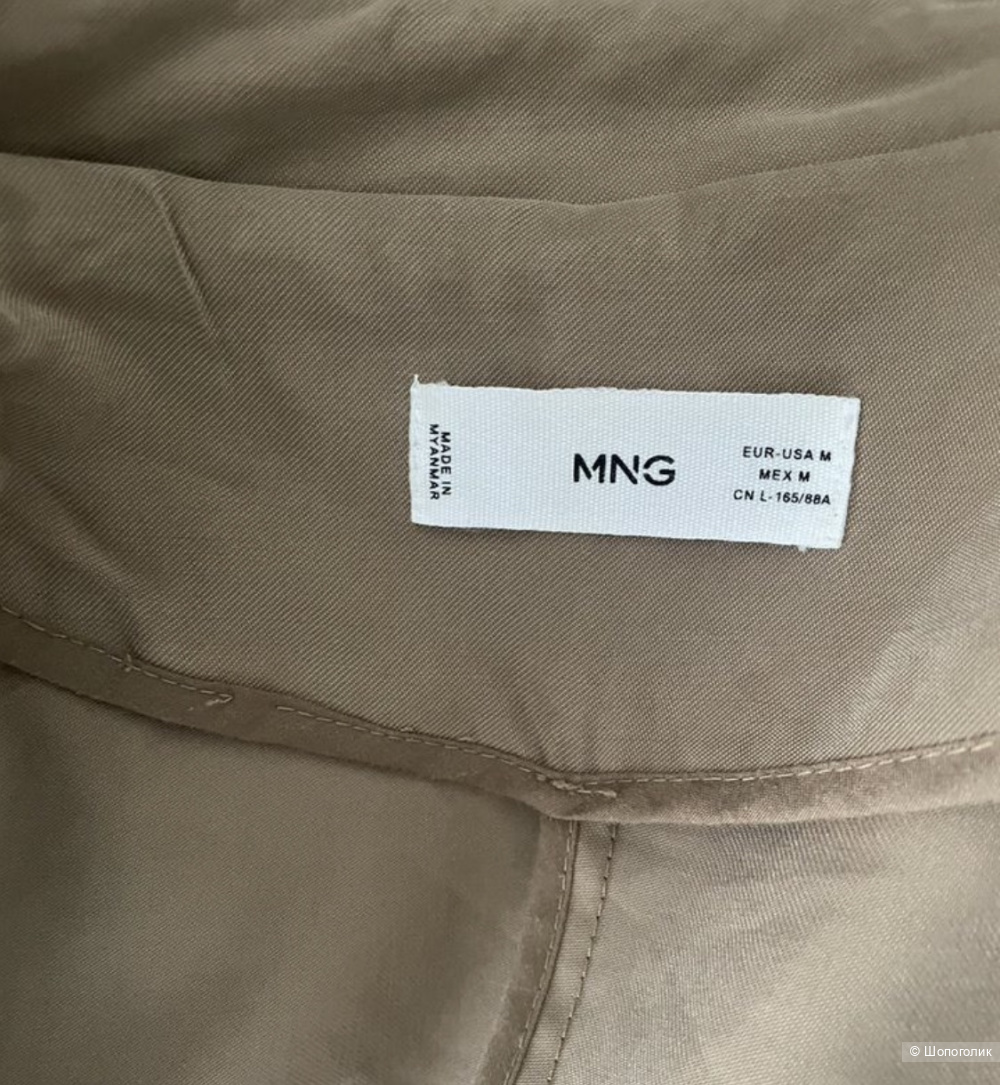 MADE IN
MYANMAR
MNG
EUR-USA M
MEX M
CN L-165/88A
© Шопоголик